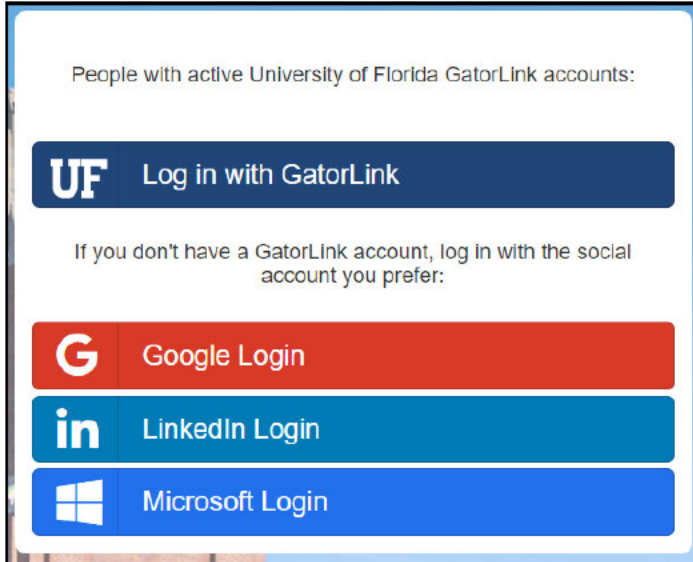 People with active University of Florida GatorLink accounts:
UF Log in with GatorLink
If you don't have a GatorLink account, log in with the social
account you prefer:
G Google Login
in LinkedIn Login
Microsoft Login